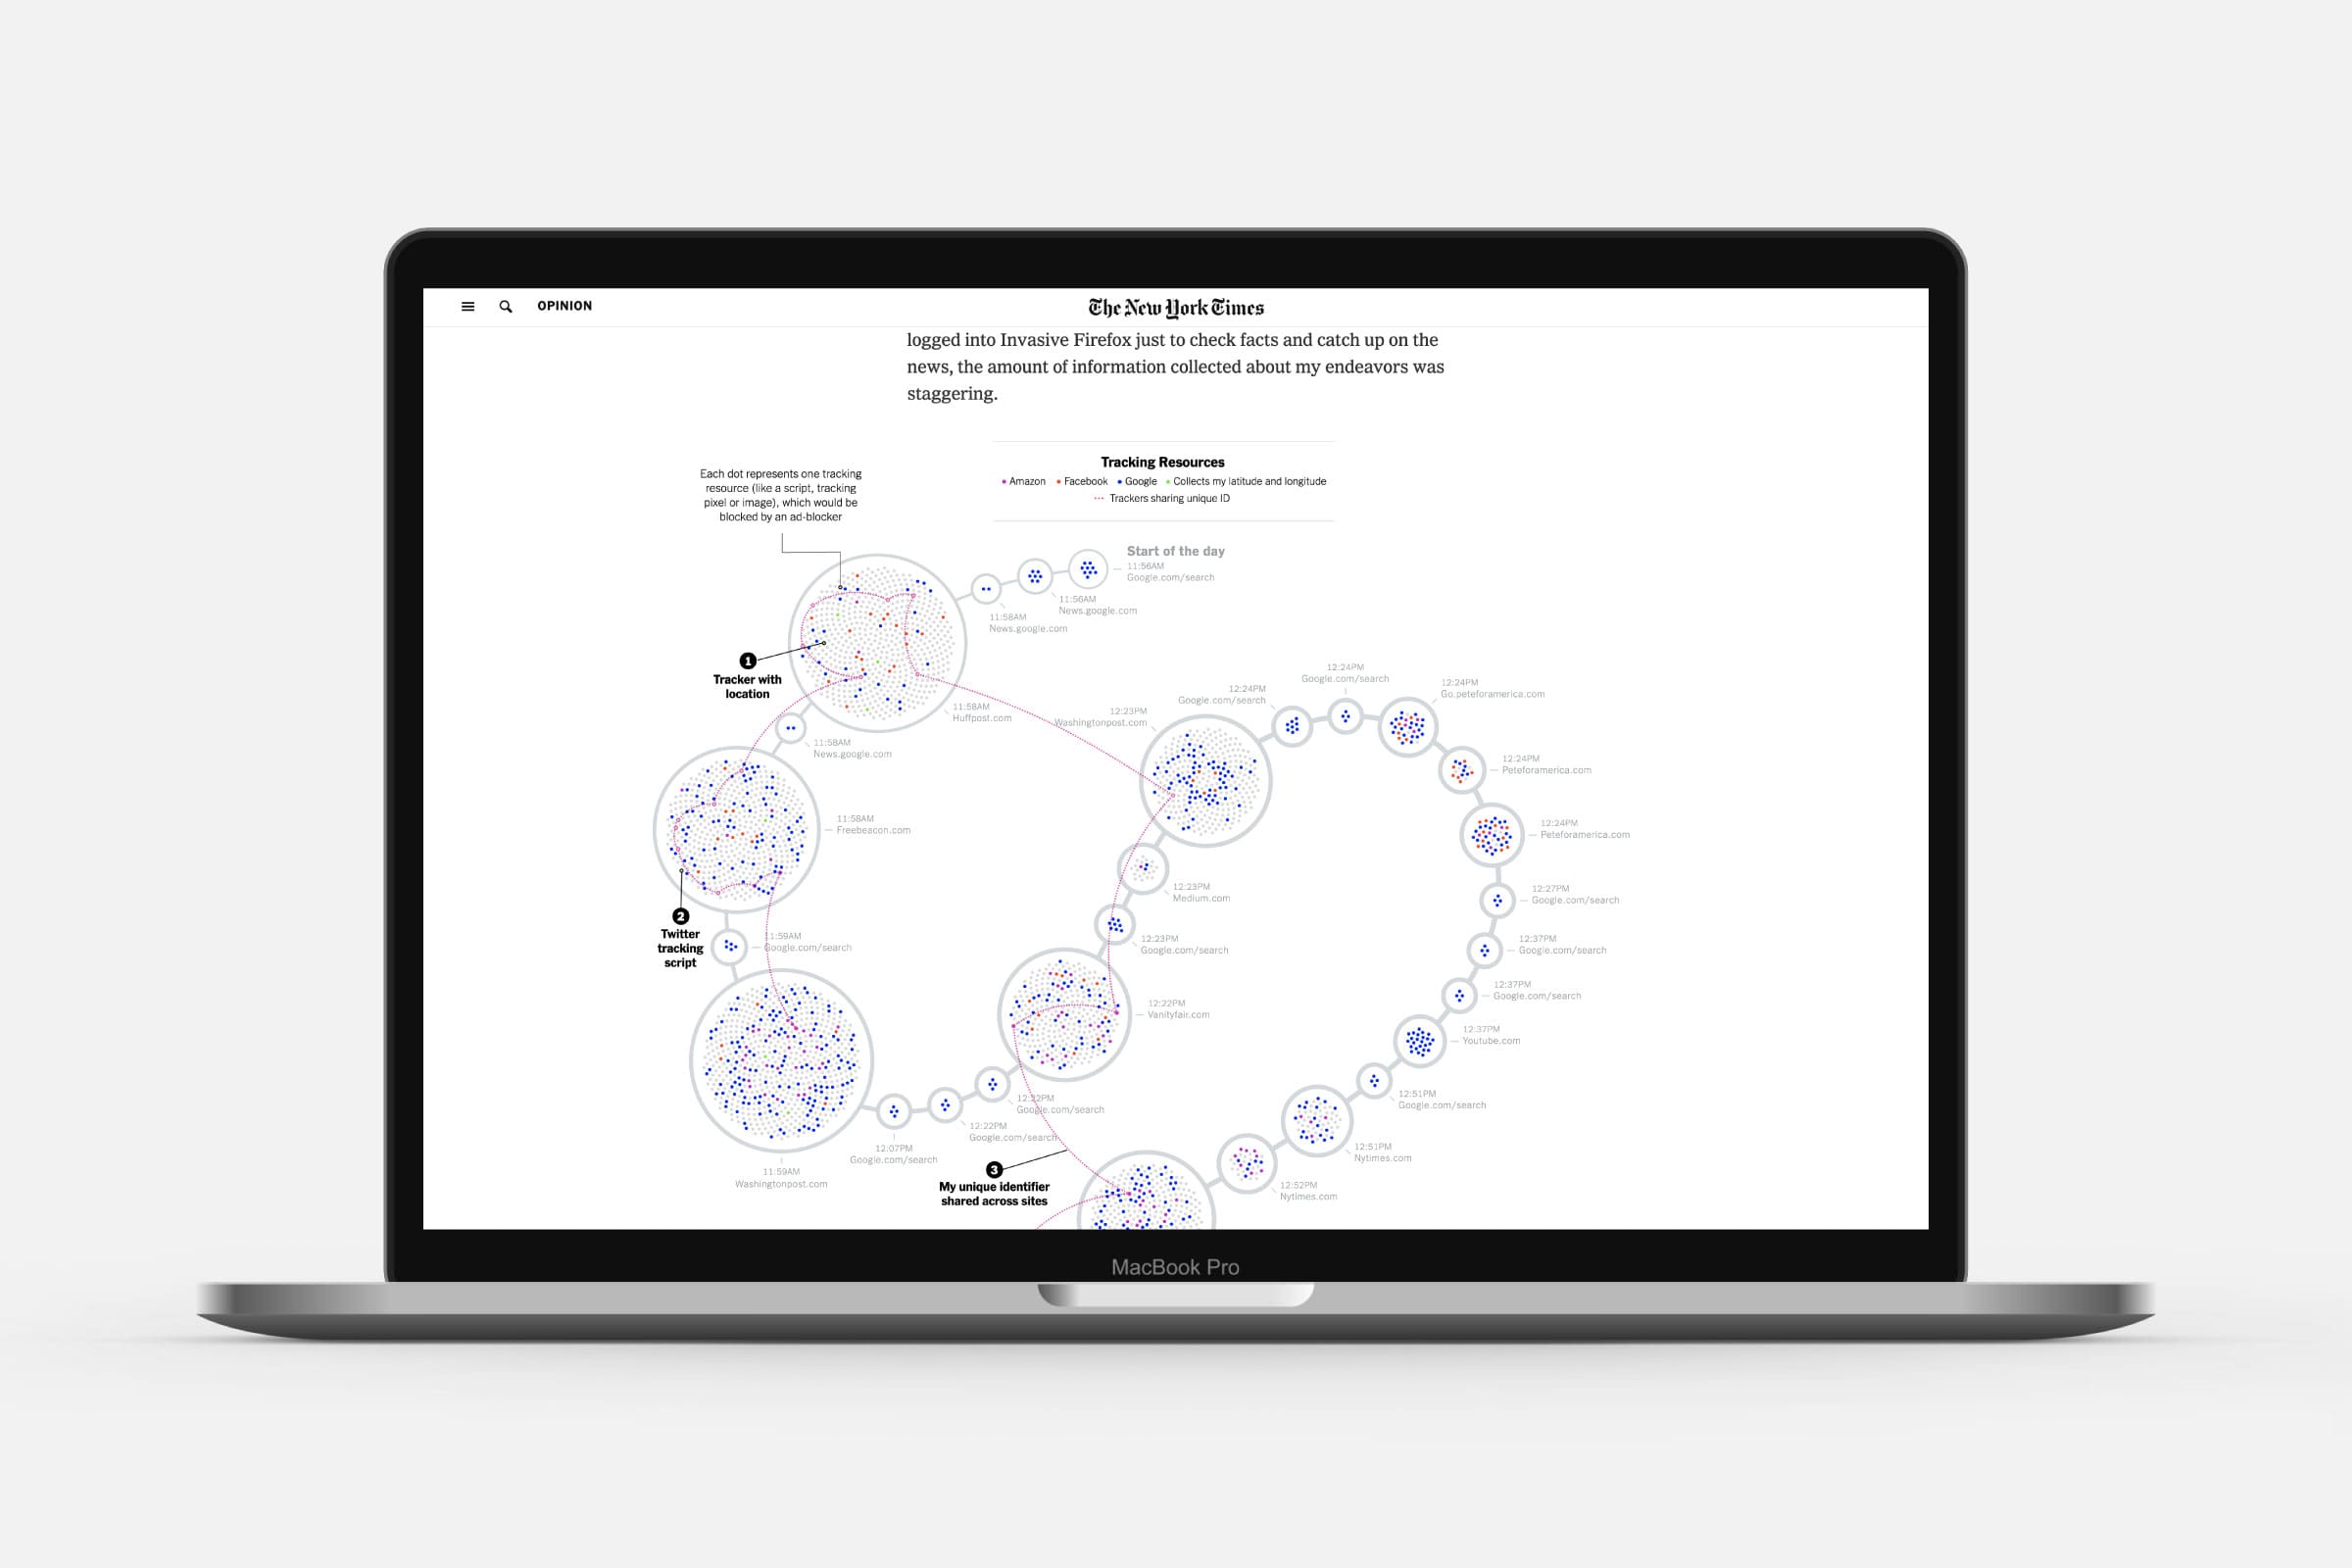 OPINION
The New York Times
logged into Invasive Firefox just to check facts and catch up on the
news, the amount of information collected about my endeavors was
staggering.
Tracking Resources
Amazon Facebook Google Collects my latitude and longitude
Trackers sharing unique ID
Each dot represents one tracking
resource (like a script, tracking
pixel or image), which would be
blocked by an ad-blocker
Start of the day
11:56AM
Google.com/search
11:56AM
News.google.com
11:58AM
News.google.com
1
Tracker with
location
11:58AM
Huffpost.com
11:58AM
News.google.com
11:58AM
Freebeacon.com
2
Twitter
tracking
script
11:59AM
Google.com/search
11:59AM
Washingtonpost.com
12:07PM
Google.com/search
12:22PM
Google.com/search
12:22PM
Google.com/search
3
My unique identifier
shared across sites
12:22PM
Vanityfair.com
12:23PM
Google.com/search
12:23PM
Medium.com
12:23PM
Washingtonpost.com
12:24PM
Google.com/search
12:24PM
Google.com/search
12:24PM
Go.peteforamerica.com
12:24PM
Peteforamerica.com
12:24PM
Peteforamerica.com
12:27PM
Google.com/search
12:37PM
Google.com/search
12:37PM
Google.com/search
12:37PM
Youtube.com
12:51PM
Google.com/search
12:51PM
Nytimes.com
12:52PM
Nytimes.com
MacBook Pro